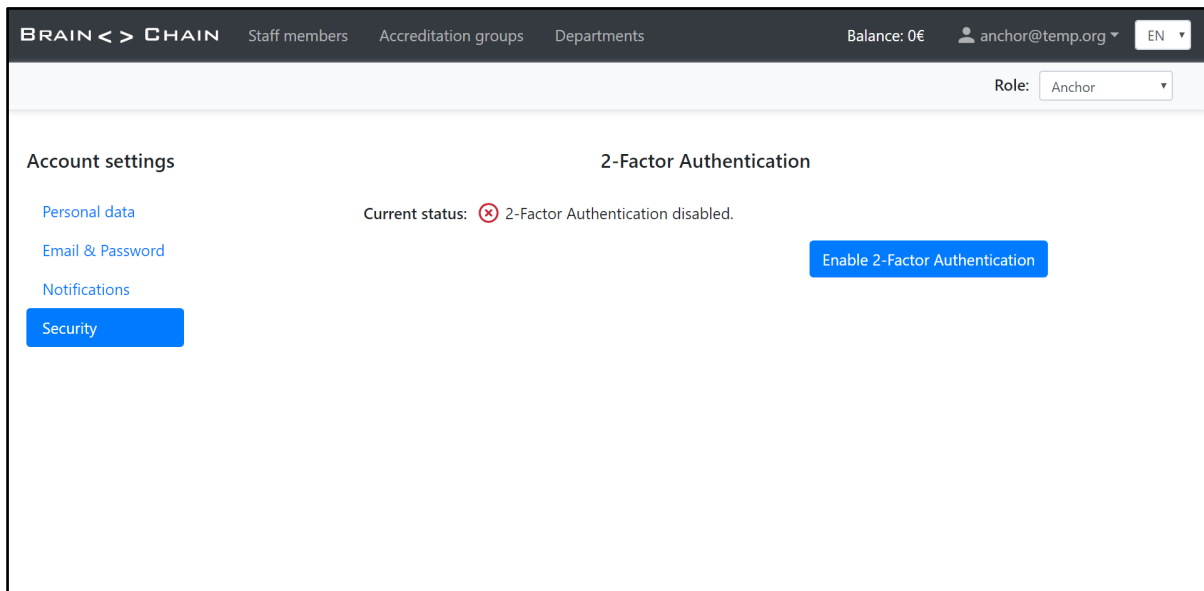 BRAIN < > CHAIN Staff members Accreditation groups Departments Balance: 0€ anchor@temp.org EN
Role: Anchor
Account settings
Personal data
Email & Password
Notifications
Security
2-Factor Authentication
Current status: 2-Factor Authentication disabled.
Enable 2-Factor Authentication